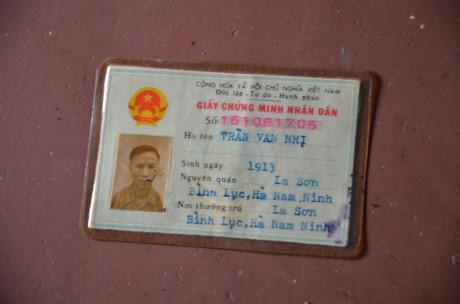 CỘNG HÒA XÃ HỘI CHỦ NGHĨA VIỆT NAM
Độc lập - Tự do - Hạnh phúc
GIẤY CHỨNG MINH NHÂN DÂN
Số 161081705
Họ tên TRẦN VAN NHỊ
Sinh ngày 1913
Nguyên quán La Sơn
Bình Lục,Hà Nam Ninh
Nơi thường trú La Sơn
Bình Lục,Hà Nam Ninh